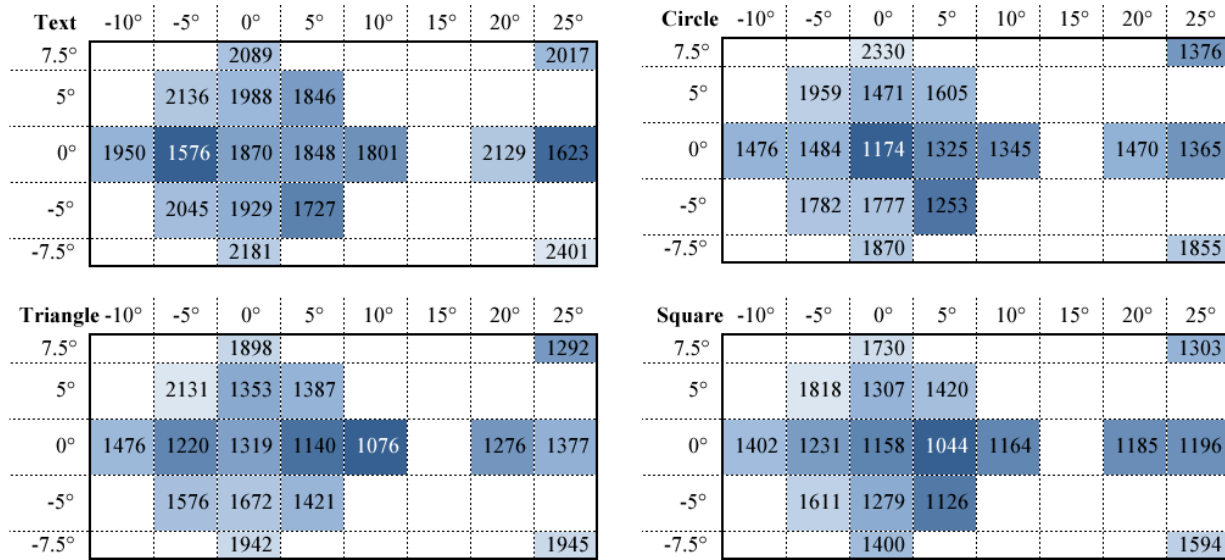 Text -10° -5° 0° 5° 10° 15° 20° 25°
7.5° 2089 2017
5° 2136 1988 1846
0° 1950 1576 1870 1848 1801 2129 1623
-5° 2045 1929 1727
-7.5° 2181 2401
Circle -10° -5° 0° 5° 10° 15° 20° 25°
7.5° 2330 1376
5° 1959 1471 1605
0° 1476 1484 1174 1325 1345 1470 1365
-5° 1782 1777 1253
-7.5° 1870 1855
Triangle -10° -5° 0° 5° 10° 15° 20° 25°
7.5° 1898 1292
5° 2131 1353 1387
0° 1476 1220 1319 1140 1076 1276 1377
-5° 1576 1672 1421
-7.5° 1942 1945
Square -10° -5° 0° 5° 10° 15° 20° 25°
7.5° 1730 1303
5° 1818 1307 1420
0° 1402 1231 1158 1044 1164 1185 1196
-5° 1611 1279 1126
-7.5° 1400 1594